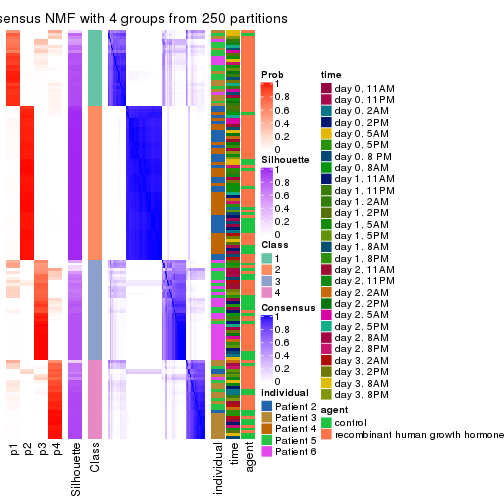 sensus NMF with 4 groups from 250 partitions
p1
p2
p3
p4
Silhouette
Class
individual
time
agent
Prob
1
0.8
0.6
0.4
0.2
0
Silhouette
1
0.8
0.6
0.4
0.2
0
Class
1
2
3
4
Consensus
1
0.8
0.6
0.4
0.2
0
individual
Patient 2
Patient 3
Patient 4
Patient 5
Patient 6
time
day 0. 11AM
day 0. 11PM
day 0. 2AM
day 0. 2PM
day 0. 5AM
day 0. 5PM
day 0. 8 PM
day 0. 8AM
day 1. 11AM
day 1. 11PM
day 1. 2AM
day 1. 2PM
day 1. 5AM
day 1. 5PM
day 1. 8AM
day 1. 8PM
day 2. 11AM
day 2. 11PM
day 2. 2AM
day 2. 2PM
day 2. 5AM
day 2. 5PM
day 2. 8AM
day 2. 8PM
day 3. 2AM
day 3. 2PM
day 3. 8AM
day 3. 8PM
agent
control
recombinant human growth hormone